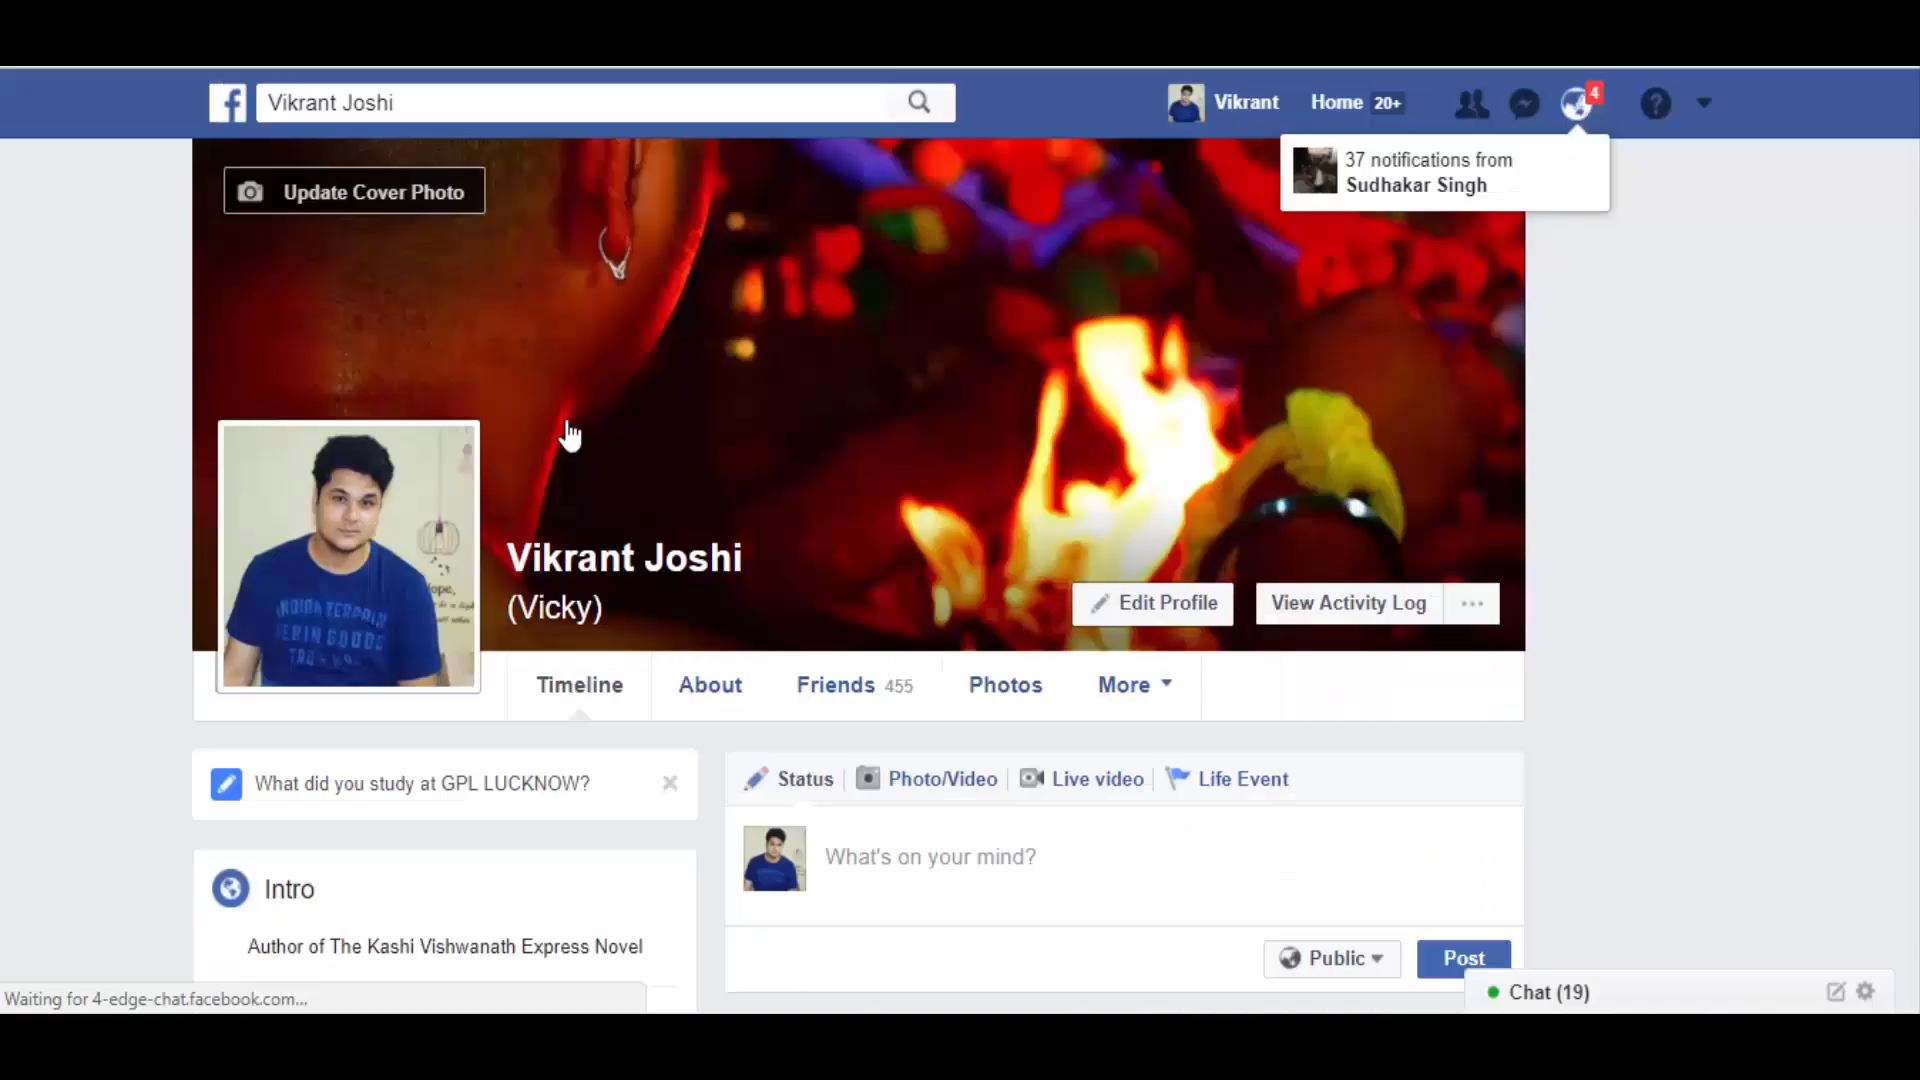 Vikrant Joshi
Vikrant
Home 20+
4
37 notifications from
Sudhakar Singh
Update Cover Photo
Vikrant Joshi
(Vicky)
Edit Profile
View Activity Log
Timeline
About
Friends 455
Photos
More
What did you study at GPL LUCKNOW?
Status
Photo/Video
Live video
Life Event
What's on your mind?
Intro
Author of The Kashi Vishwanath Express Novel
Public
Post
Waiting for 4-edge-chat.facebook.com...
Chat (19)